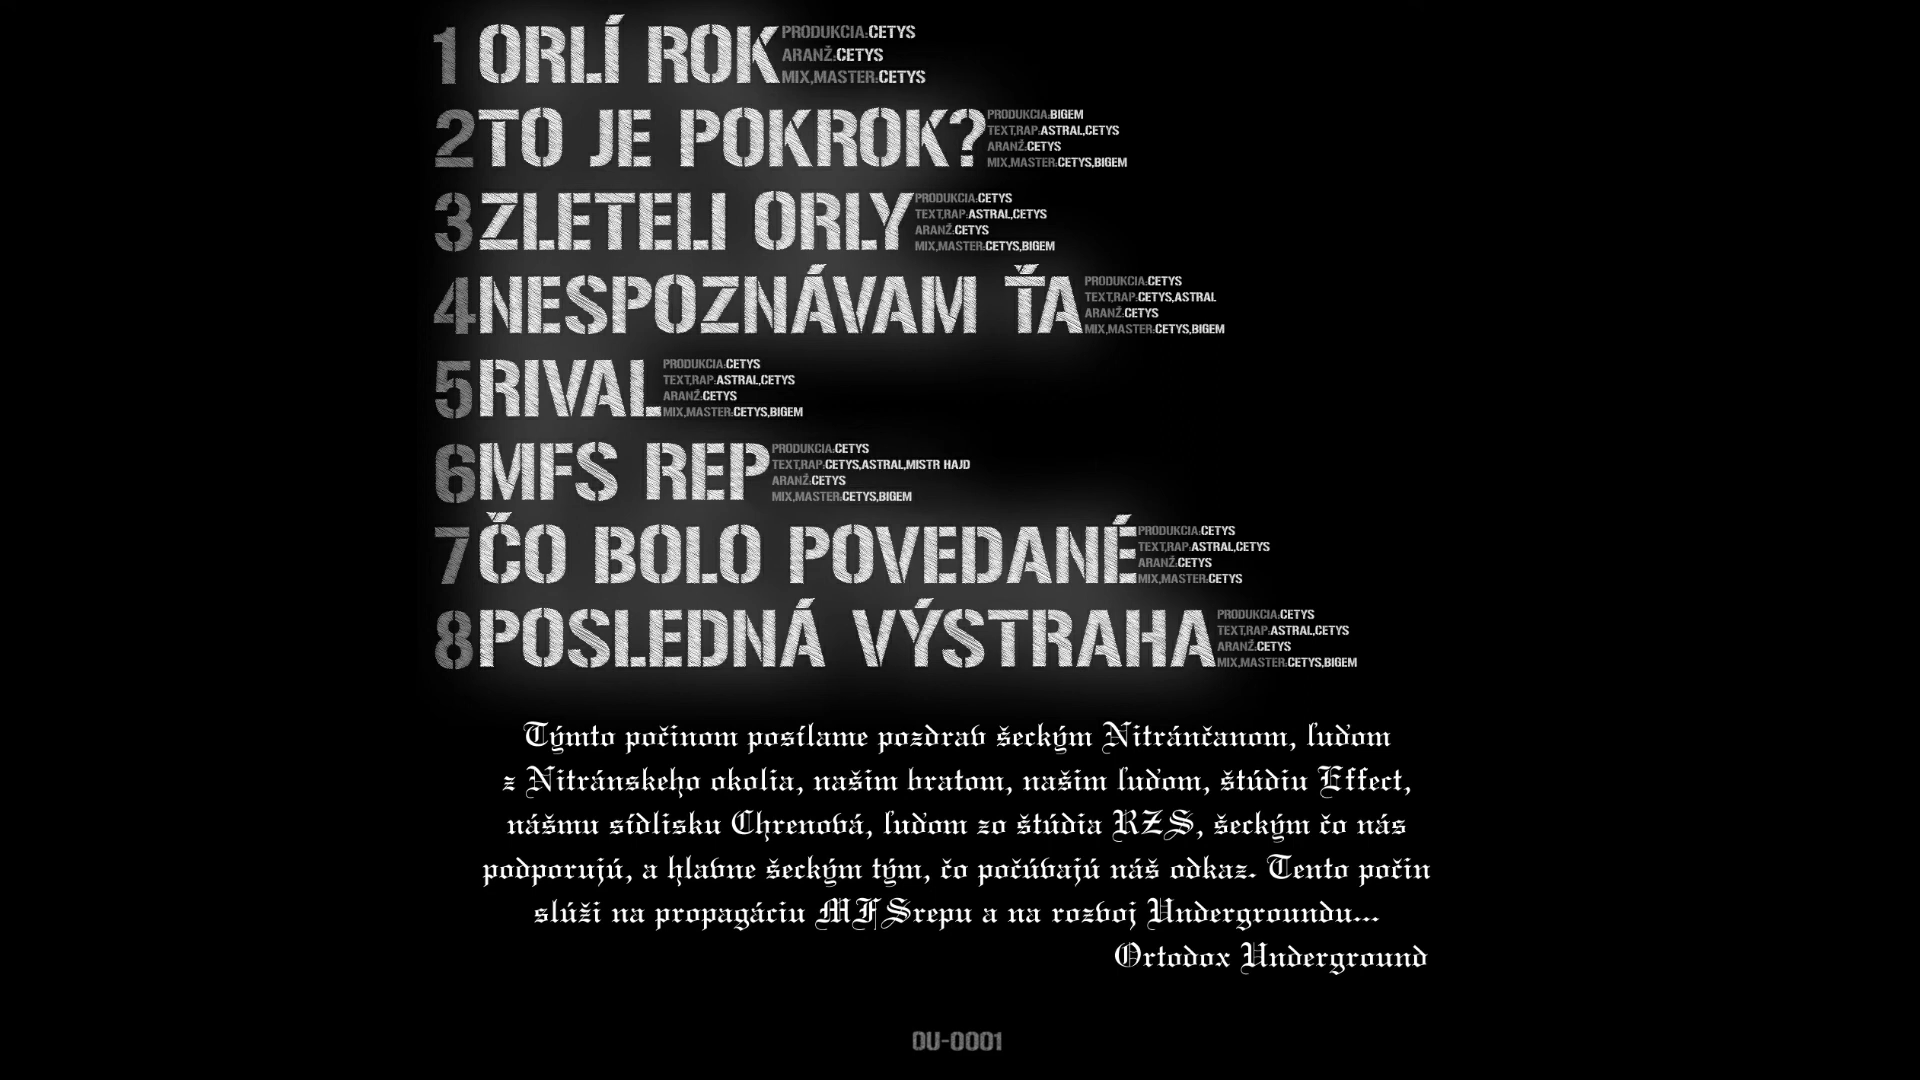 1 ORLÍ ROK
PRODUKCIA:CETYS
ARANŽ:CETYS
MIX,MASTER:CETYS
2 TO JE POKROK?
PRODUKCIA:BIGEM
TEXT,RAP:ASTRAL,CETYS
ARANŽ:CETYS
MIX,MASTER:CETYS,BIGEM
3 ZLETELI ORLY
PRODUKCIA:CETYS
TEXT,RAP:ASTRAL,CETYS
ARANŽ:CETYS
MIX,MASTER:CETYS,BIGEM
4 NESPOZNÁVAM ŤA
PRODUKCIA:CETYS
TEXT,RAP:CETYS,ASTRAL
ARANŽ:CETYS
MIX,MASTER:CETYS,BIGEM
5 RIVAL
PRODUKCIA:CETYS
TEXT,RAP:ASTRAL,CETYS
ARANŽ:CETYS
MIX,MASTER:CETYS,BIGEM
6 MFS REP
PRODUKCIA:CETYS
TEXT,RAP:CETYS,ASTRAL,MISTR HAJD
ARANŽ:CETYS
MIX,MASTER:CETYS,BIGEM
7 ČO BOLO POVEDANÉ
PRODUKCIA:CETYS
TEXT,RAP:ASTRAL,CETYS
ARANŽ:CETYS
MIX,MASTER:CETYS
8 POSLEDNÁ VÝSTRAHA
PRODUKCIA:CETYS
TEXT,RAP:ASTRAL,CETYS
ARANŽ:CETYS
MIX,MASTER:CETYS,BIGEM
Týmto počinom posílame pozdrav šeckým Nitránčanom, ľuďom
z Nitránskeho okolia, našim bratom, našim ľuďom, štúdiu Effect,
nášmu sídlisku Chrenová, ľuďom zo štúdia RZS, šeckým čo nás
podporujú, a hlavne šeckým tým, čo počúvajú náš odkaz. Tento počin
slúži na propagáciu MFSrepu a na rozvoj Undergroundu...
Ortodox Underground
OU-0001